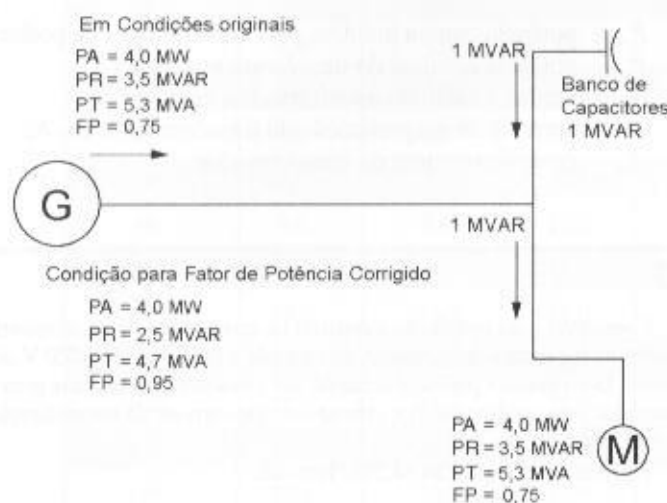 Em Condições originais
PA = 4,0 MW
PR = 3,5 MVAR
PT = 5,3 MVA
FP = 0,75
1 MVAR
Banco de
Capacitores
1 MVAR
G
1 MVAR
Condição para Fator de Potência Corrigido
PA = 4,0 MW
PR = 2,5 MVAR
PT = 4,7 MVA
FP = 0,95
PA = 4,0 MW
PR = 3,5 MVAR
PT = 5,3 MVA
FP = 0,75
M